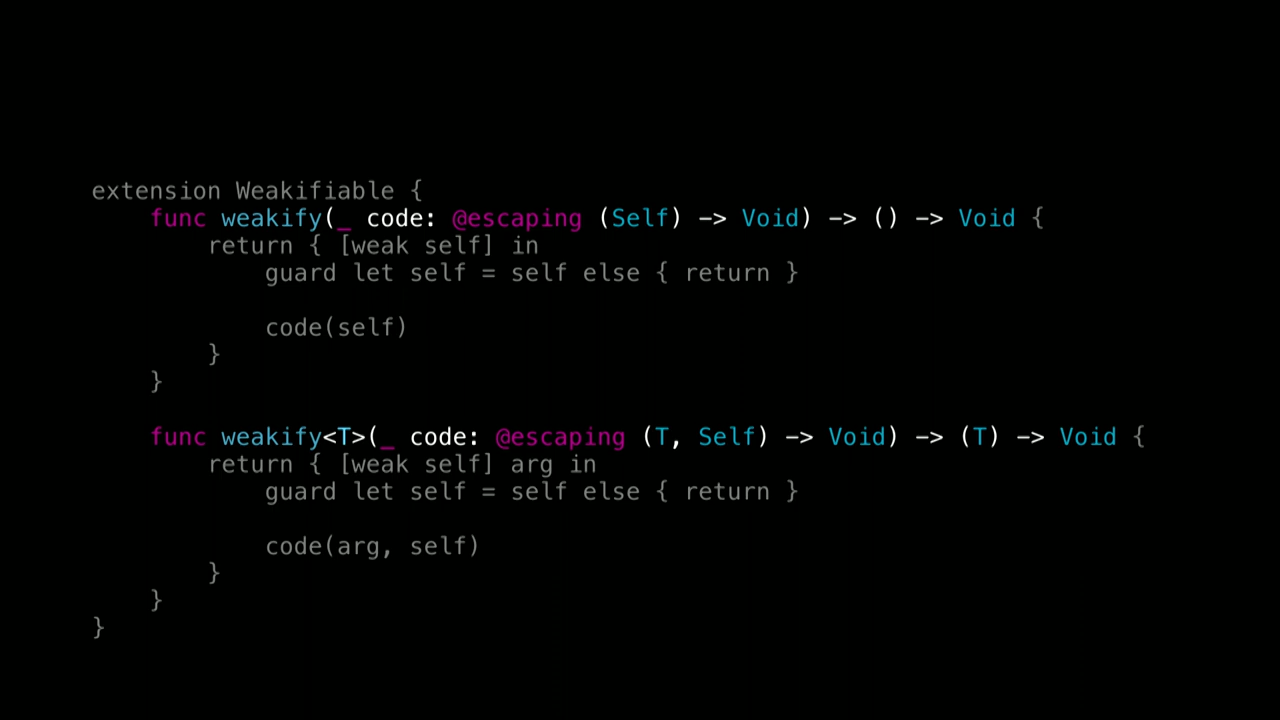 extension Weakifiable {
    func weakify(_ code: @escaping (Self) -> Void) -> () -> Void {
        return { [weak self] in
            guard let self = self else { return }

            code(self)
        }
    }

    func weakify<T>(_ code: @escaping (T, Self) -> Void) -> (T) -> Void {
        return { [weak self] arg in
            guard let self = self else { return }

            code(arg, self)
        }
    }
}